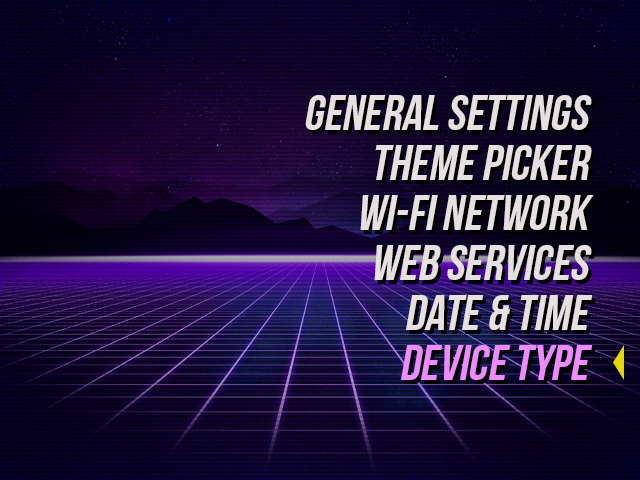 GENERAL SETTINGS
THEME PICKER
WI-FI NETWORK
WEB SERVICES
DATE & TIME
DEVICE TYPE